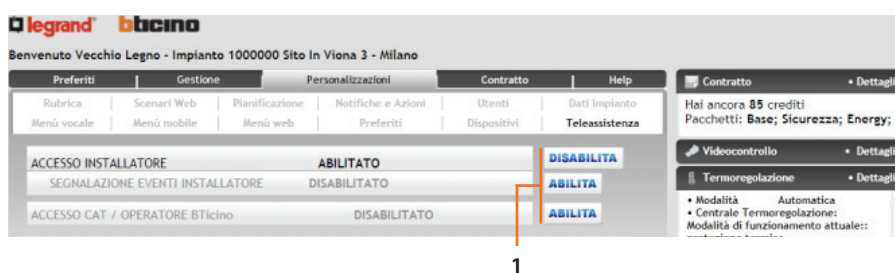 legrand bticino
Benvenuto Vecchio Legno - Impianto 1000000 Sito In Viona 3 - Milano
Preferiti | Gestione Personalizzazioni Contratto | Help
Rubrica | Scenari Web | Pianificazione | Notifiche e Azioni | Utenti | Dati Impianto
Menù vocale | Menù mobile | Menù web | Preferiti | Dispositivi | Teleassistenza
ACCESSO INSTALLATORE ABILITATO DISABILITA
SEGNALAZIONE EVENTI INSTALLATORE DISABILITATO ABILITA
ACCESSO CAT / OPERATORE BTicino DISABILITATO ABILITA
Contratto • Dettagli
Hai ancora 85 crediti
Pacchetti: Base; Sicurezza; Energy;
Videocontrollo • Dettagli
Termoregolazione • Dettagli
• Modalità Automatica
• Centrale Termoregolazione:
Modalità di funzionamento attuale::
1